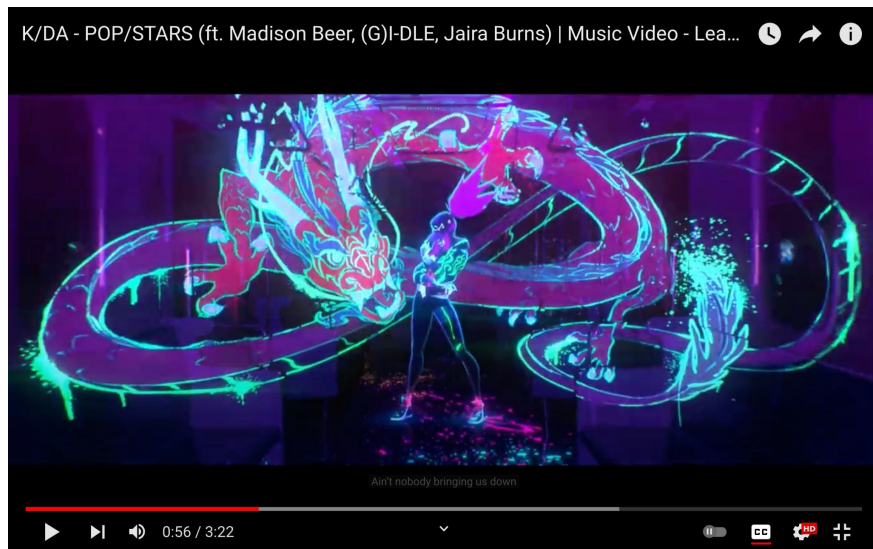 K/DA - POP/STARS (ft. Madison Beer, (G)I-DLE, Jaira Burns) | Music Video - Lea...
Ain't nobody bringing us down
0:56 / 3:22
CC
HD